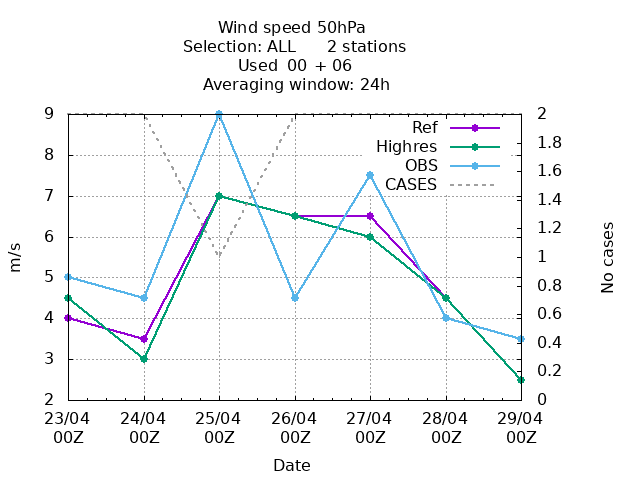 Wind speed 50hPa
Selection: ALL 2 stations
Used 00 + 06
Averaging window: 24h
9
8
7
6
5
4
3
2
m/s
2
1.8
1.6
1.4
1.2
1
0.8
0.6
0.4
0.2
0
No cases
Ref
Highres
OBS
CASES
23/04 24/04 25/04 26/04 27/04 28/04 29/04
00Z 00Z 00Z 00Z 00Z 00Z 00Z
Date